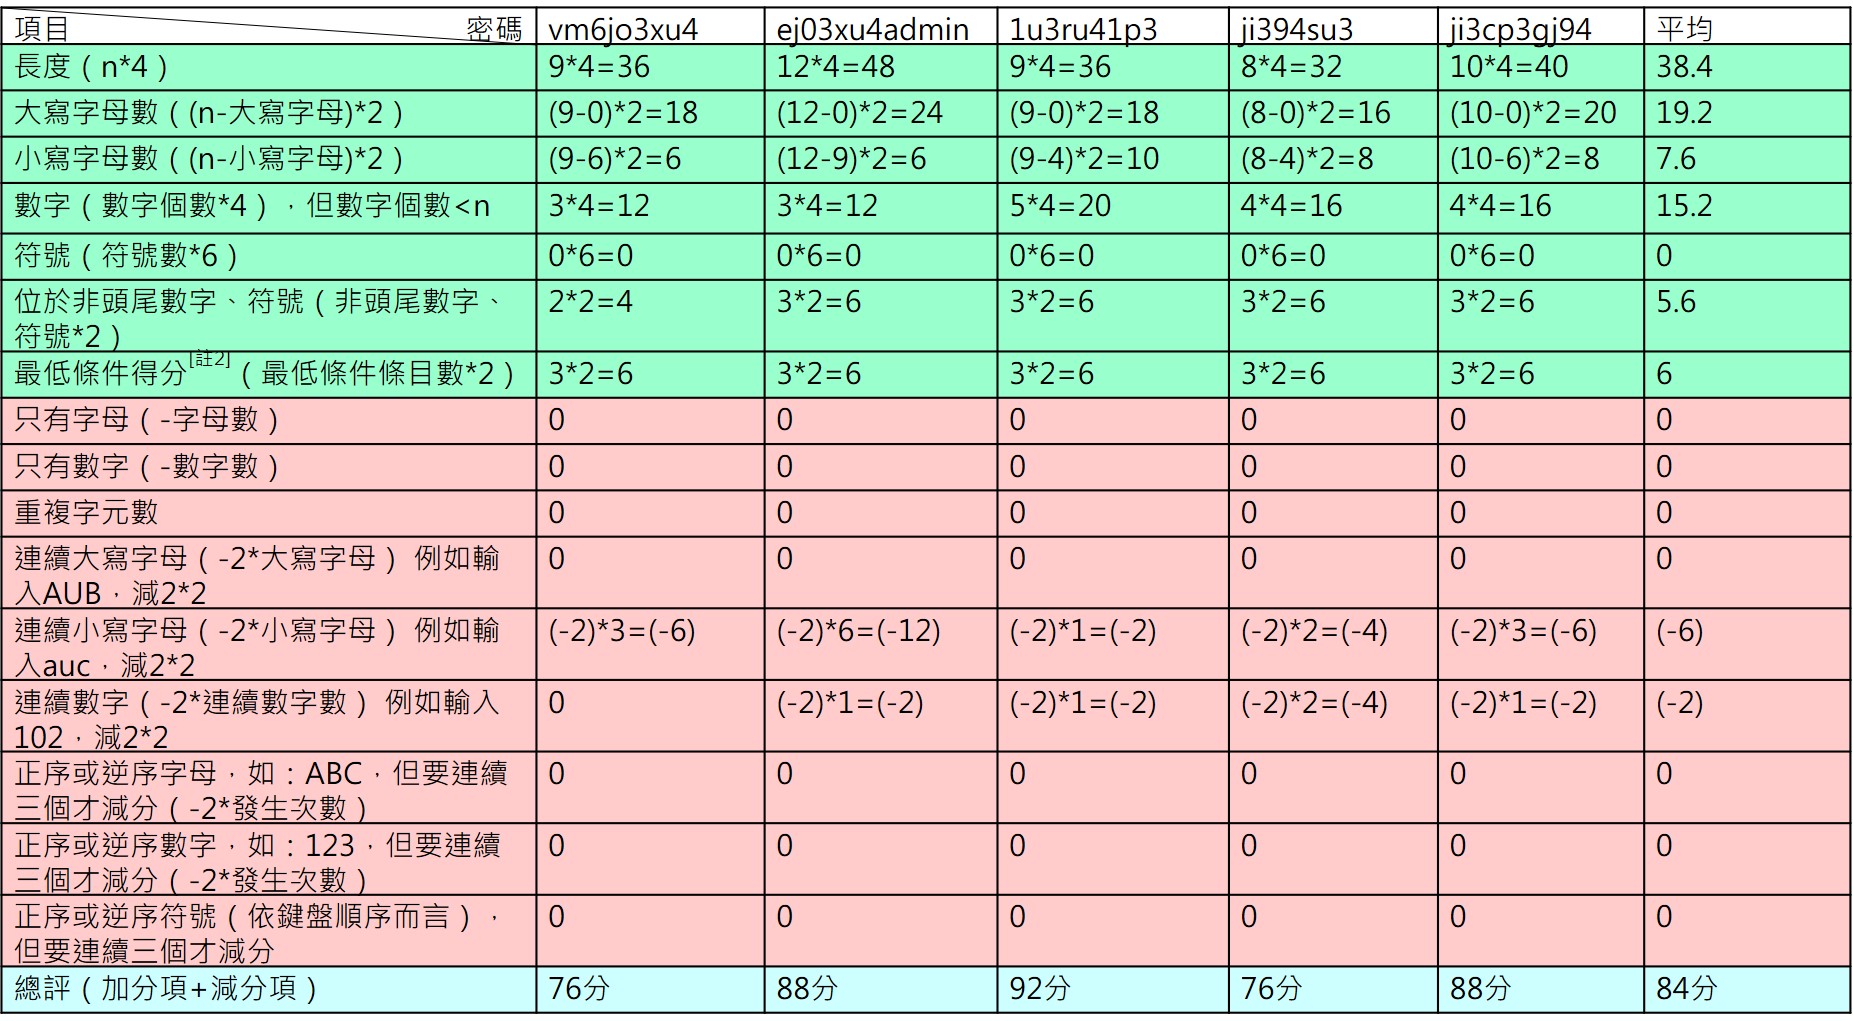 項目 密碼 vm6jo3xu4 ej03xu4admin 1u3ru41p3 ji394su3 ji3cp3gj94 平均
長度（n*4） 9*4=36 12*4=48 9*4=36 8*4=32 10*4=40 38.4
大寫字母數（(n-大寫字母)*2） (9-0)*2=18 (12-0)*2=24 (9-0)*2=18 (8-0)*2=16 (10-0)*2=20 19.2
小寫字母數（(n-小寫字母)*2） (9-6)*2=6 (12-9)*2=6 (9-4)*2=10 (8-4)*2=8 (10-6)*2=8 7.6
數字（數字個數*4），但數字個數<n 3*4=12 3*4=12 5*4=20 4*4=16 4*4=16 15.2
符號（符號數*6） 0*6=0 0*6=0 0*6=0 0*6=0 0*6=0 0
位於非頭尾數字、符號（非頭尾數字、 2*2=4 3*2=6 3*2=6 3*2=6 3*2=6 5.6
符號*2）
最低條件得分[註2]（最低條件條目數*2） 3*2=6 3*2=6 3*2=6 3*2=6 3*2=6 6
只有字母（-字母數） 0 0 0 0 0 0
只有數字（-數字數） 0 0 0 0 0 0
重複字元數 0 0 0 0 0 0
連續大寫字母（-2*大寫字母） 例如輸 0 0 0 0 0 0
入AUB，減2*2
連續小寫字母（-2*小寫字母） 例如輸 (-2)*3=(-6) (-2)*6=(-12) (-2)*1=(-2) (-2)*2=(-4) (-2)*3=(-6) (-6)
入auc，減2*2
連續數字（-2*連續數字數） 例如輸入 0 (-2)*1=(-2) (-2)*1=(-2) (-2)*2=(-4) (-2)*1=(-2) (-2)
102，減2*2
正序或逆序字母，如：ABC，但要連續 0 0 0 0 0 0
三個才減分（-2*發生次數）
正序或逆序數字，如：123，但要連續 0 0 0 0 0 0
三個才減分（-2*發生次數）
正序或逆序符號（依鍵盤順序而言）， 0 0 0 0 0 0
但要連續三個才減分
總評（加分項+減分項） 76分 88分 92分 76分 88分 84分